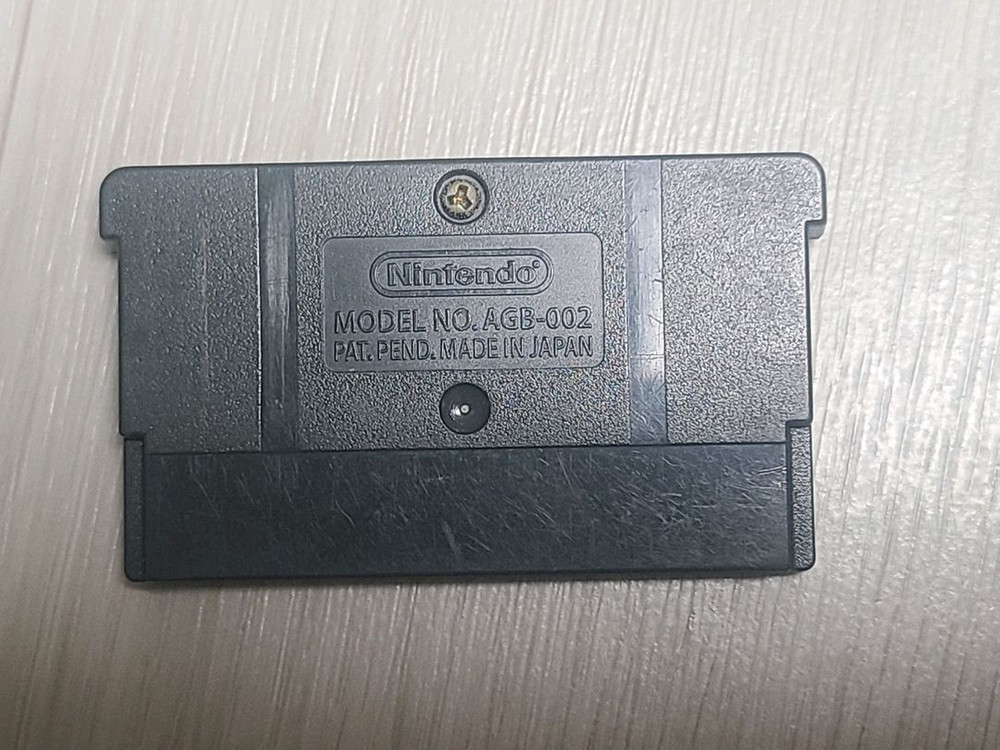 Nintendo®
MODEL NO. AGB-002
PAT. PEND. MADE IN JAPAN